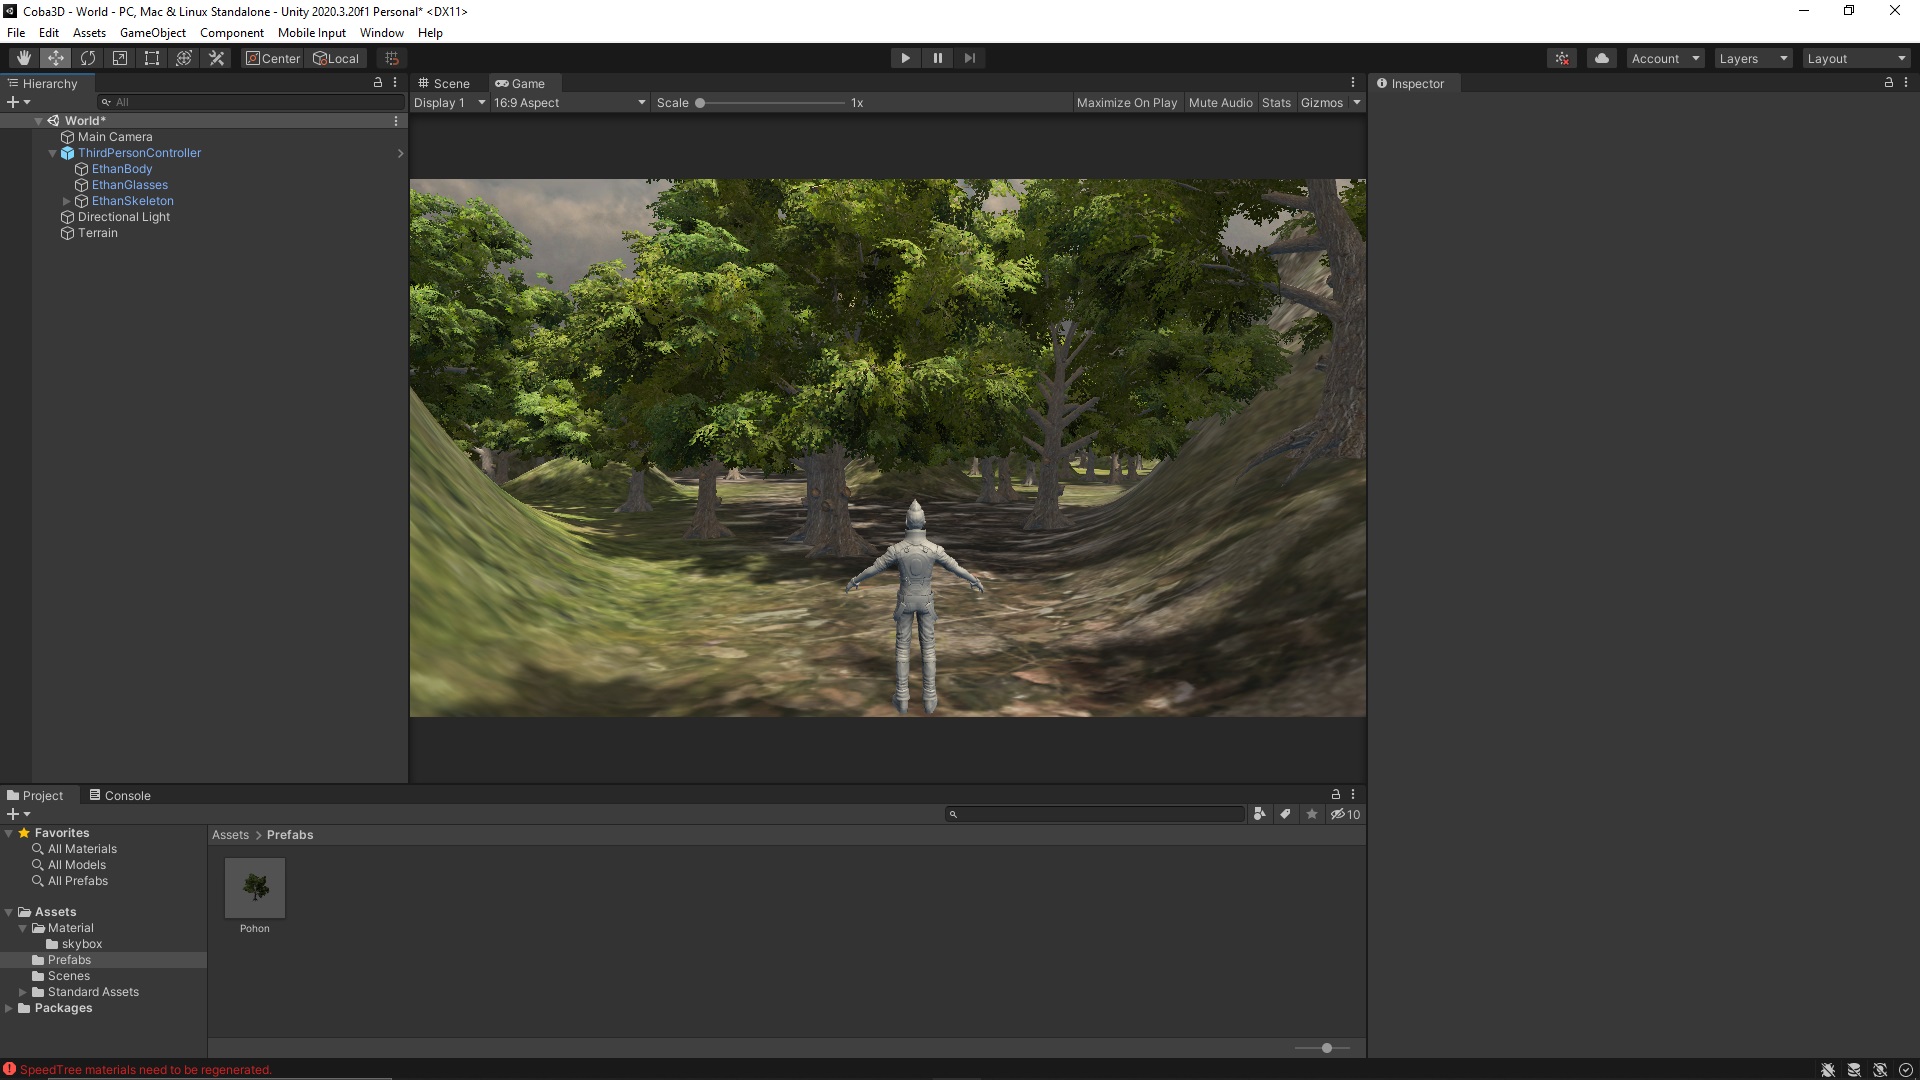 Coba3D - World - PC, Mac & Linux Standalone - Unity 2020.3.20f1 Personal* <DX11>
File Edit Assets GameObject Component Mobile Input Window Help
Center Local Account Layers Layout
Hierarchy
Scene Game
Inspector
All
Display 1 16:9 Aspect Scale 1x Maximize On Play Mute Audio Stats Gizmos
World*
Main Camera
ThirdPersonController
EthanBody
EthanGlasses
EthanSkeleton
Directional Light
Terrain
Project Console
10
Favorites
All Materials
All Models
All Prefabs
Assets
Material
skybox
Prefabs
Scenes
Standard Assets
Packages
Assets > Prefabs
Pohon
SpeedTree materials need to be regenerated.